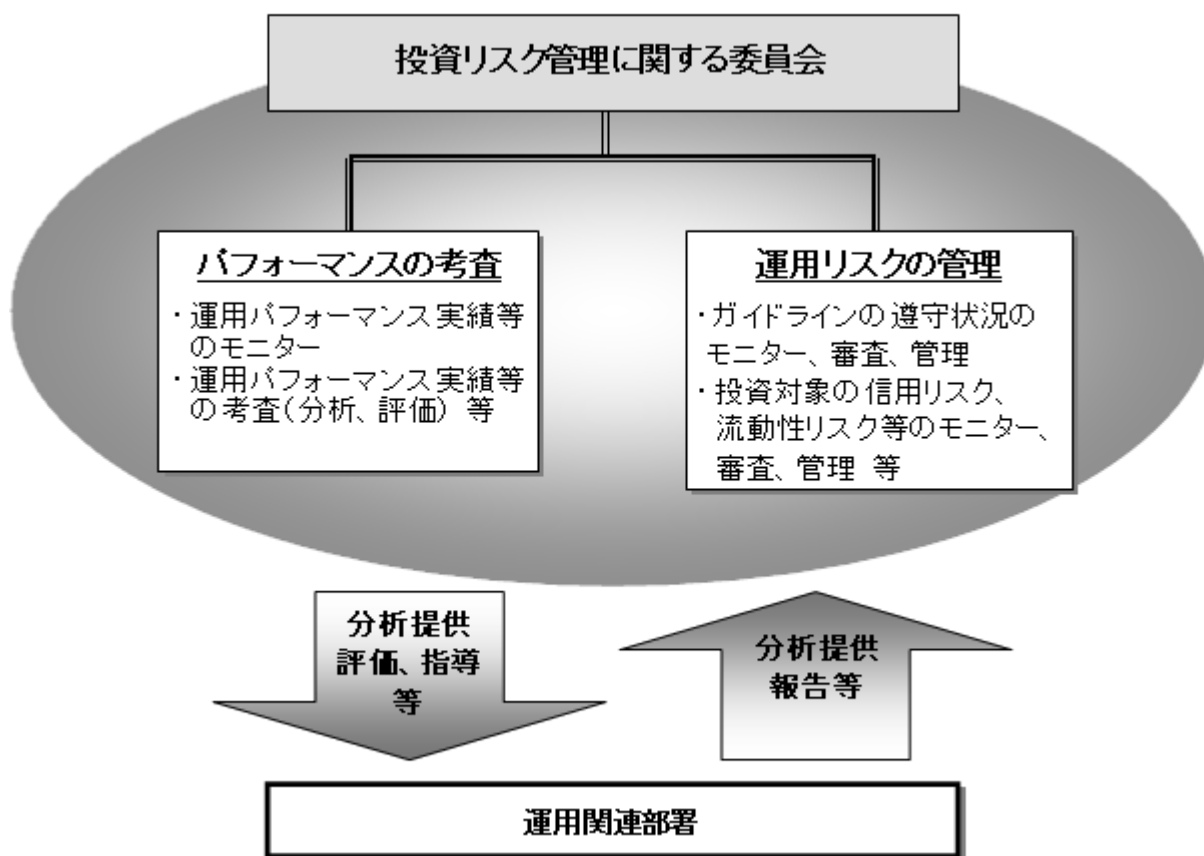 投資リスク管理に関する委員会
パフォーマンスの考査
・運用パフォーマンス実績等
のモニター
・運用パフォーマンス実績等
の考査(分析、評価) 等
運用リスクの管理
・ガイドラインの遵守状況の
モニター、審査、管理
・投資対象の信用リスク、
流動性リスク等のモニター、
審査、管理 等
分析提供
評価、指導
等
分析提供
報告等
運用関連部署